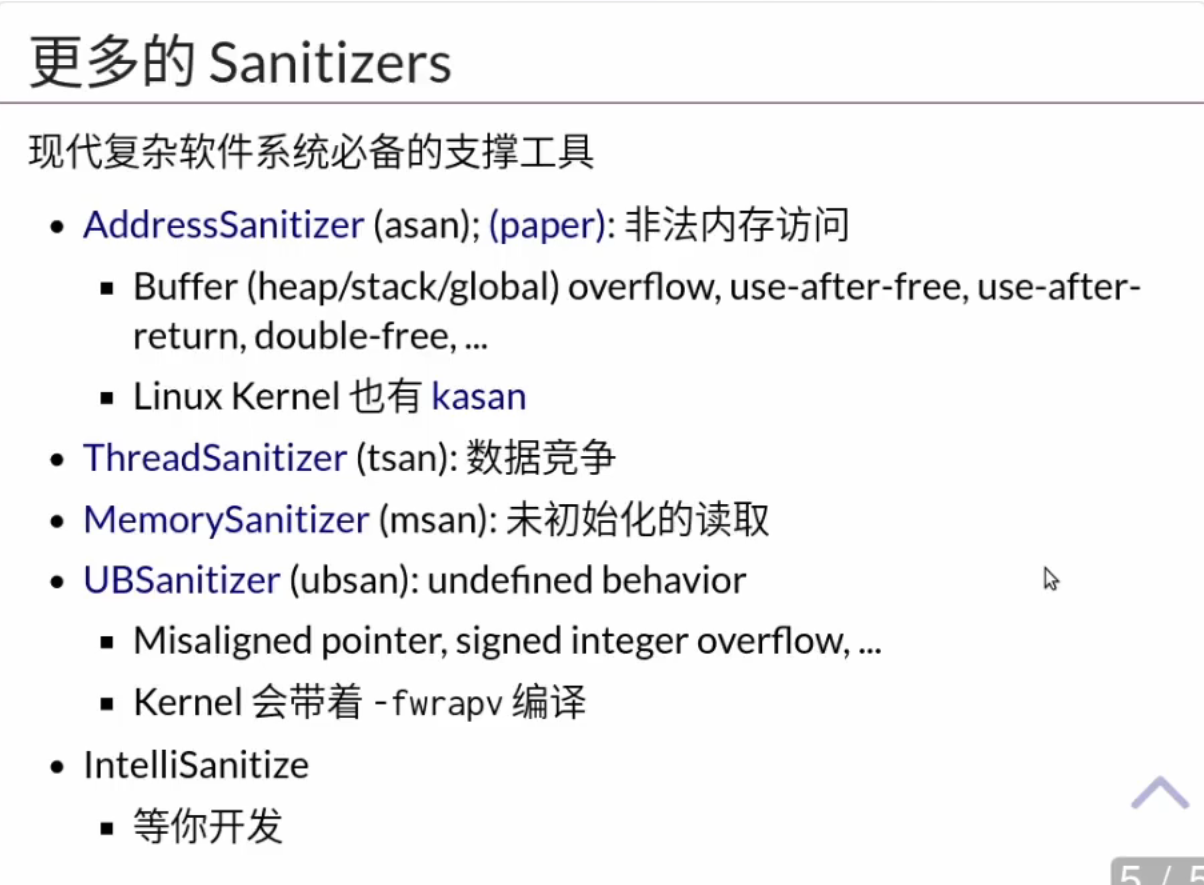 更多的 Sanitizers
现代复杂软件系统必备的支撑工具
• AddressSanitizer (asan); (paper): 非法内存访问
▪ Buffer (heap/stack/global) overflow, use-after-free, use-after-
return, double-free, ...
▪ Linux Kernel 也有 kasan
• ThreadSanitizer (tsan): 数据竞争
• MemorySanitizer (msan): 未初始化的读取
• UBSanitizer (ubsan): undefined behavior
▪ Misaligned pointer, signed integer overflow, ...
▪ Kernel 会带着 -fwrapv 编译
• IntelliSanitize
▪ 等你开发
5 / 5